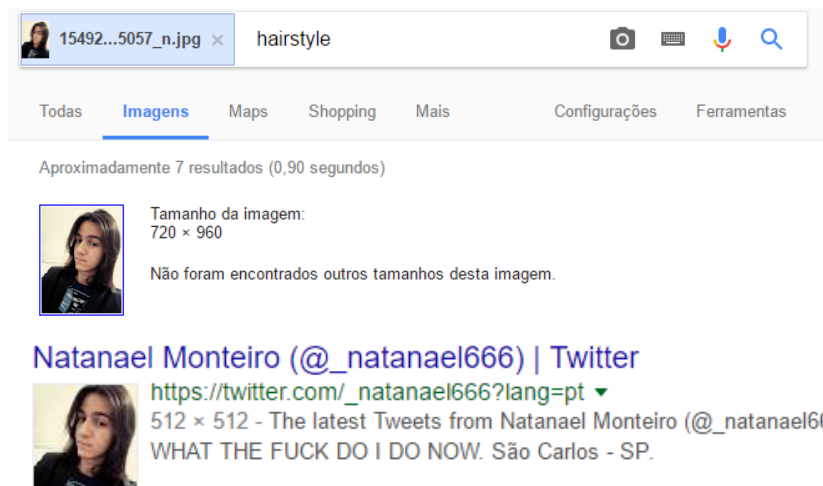 15492...5057_n.jpg × hairstyle
Todas Imagens Maps Shopping Mais Configurações Ferramentas
Aproximadamente 7 resultados (0,90 segundos)
Tamanho da imagem:
720 × 960
Não foram encontrados outros tamanhos desta imagem.
Natanael Monteiro (@_natanael666) | Twitter
https://twitter.com/_natanael666?lang=pt
512 × 512 - The latest Tweets from Natanael Monteiro (@_natanael66
WHAT THE FUCK DO I DO NOW. São Carlos - SP.